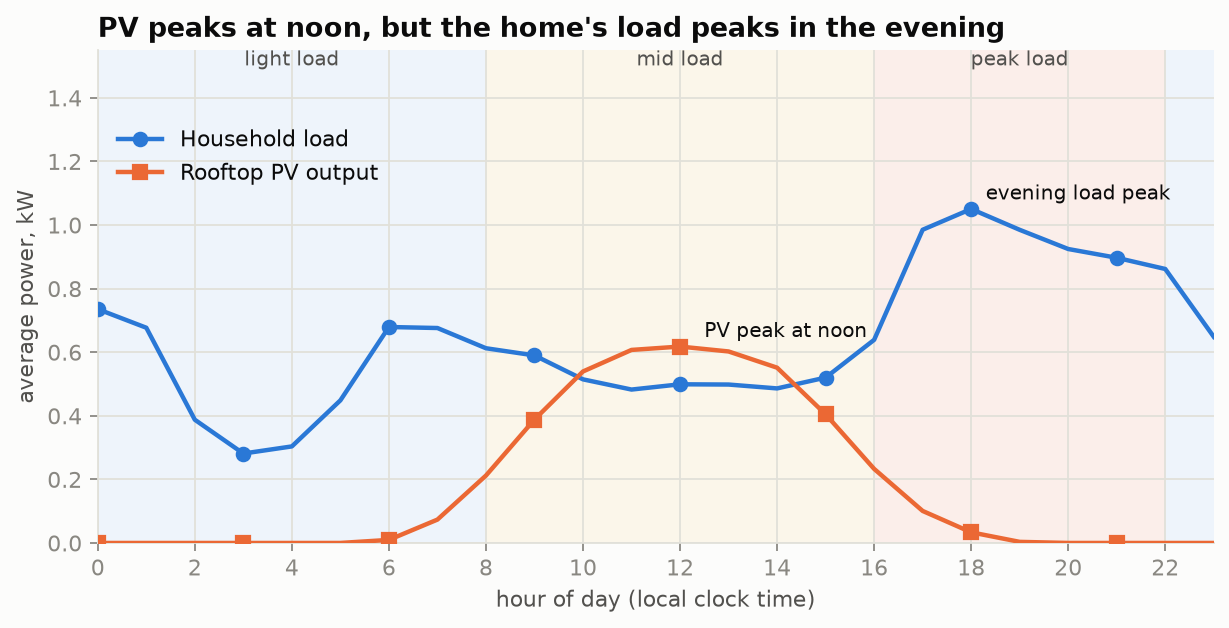 PV peaks at noon, but the home's load peaks in the evening
light load
mid load
peak load
Household load
Rooftop PV output
evening load peak
PV peak at noon
average power, kW
1.4
1.2
1.0
0.8
0.6
0.4
0.2
0.0
0 2 4 6 8 10 12 14 16 18 20 22
hour of day (local clock time)